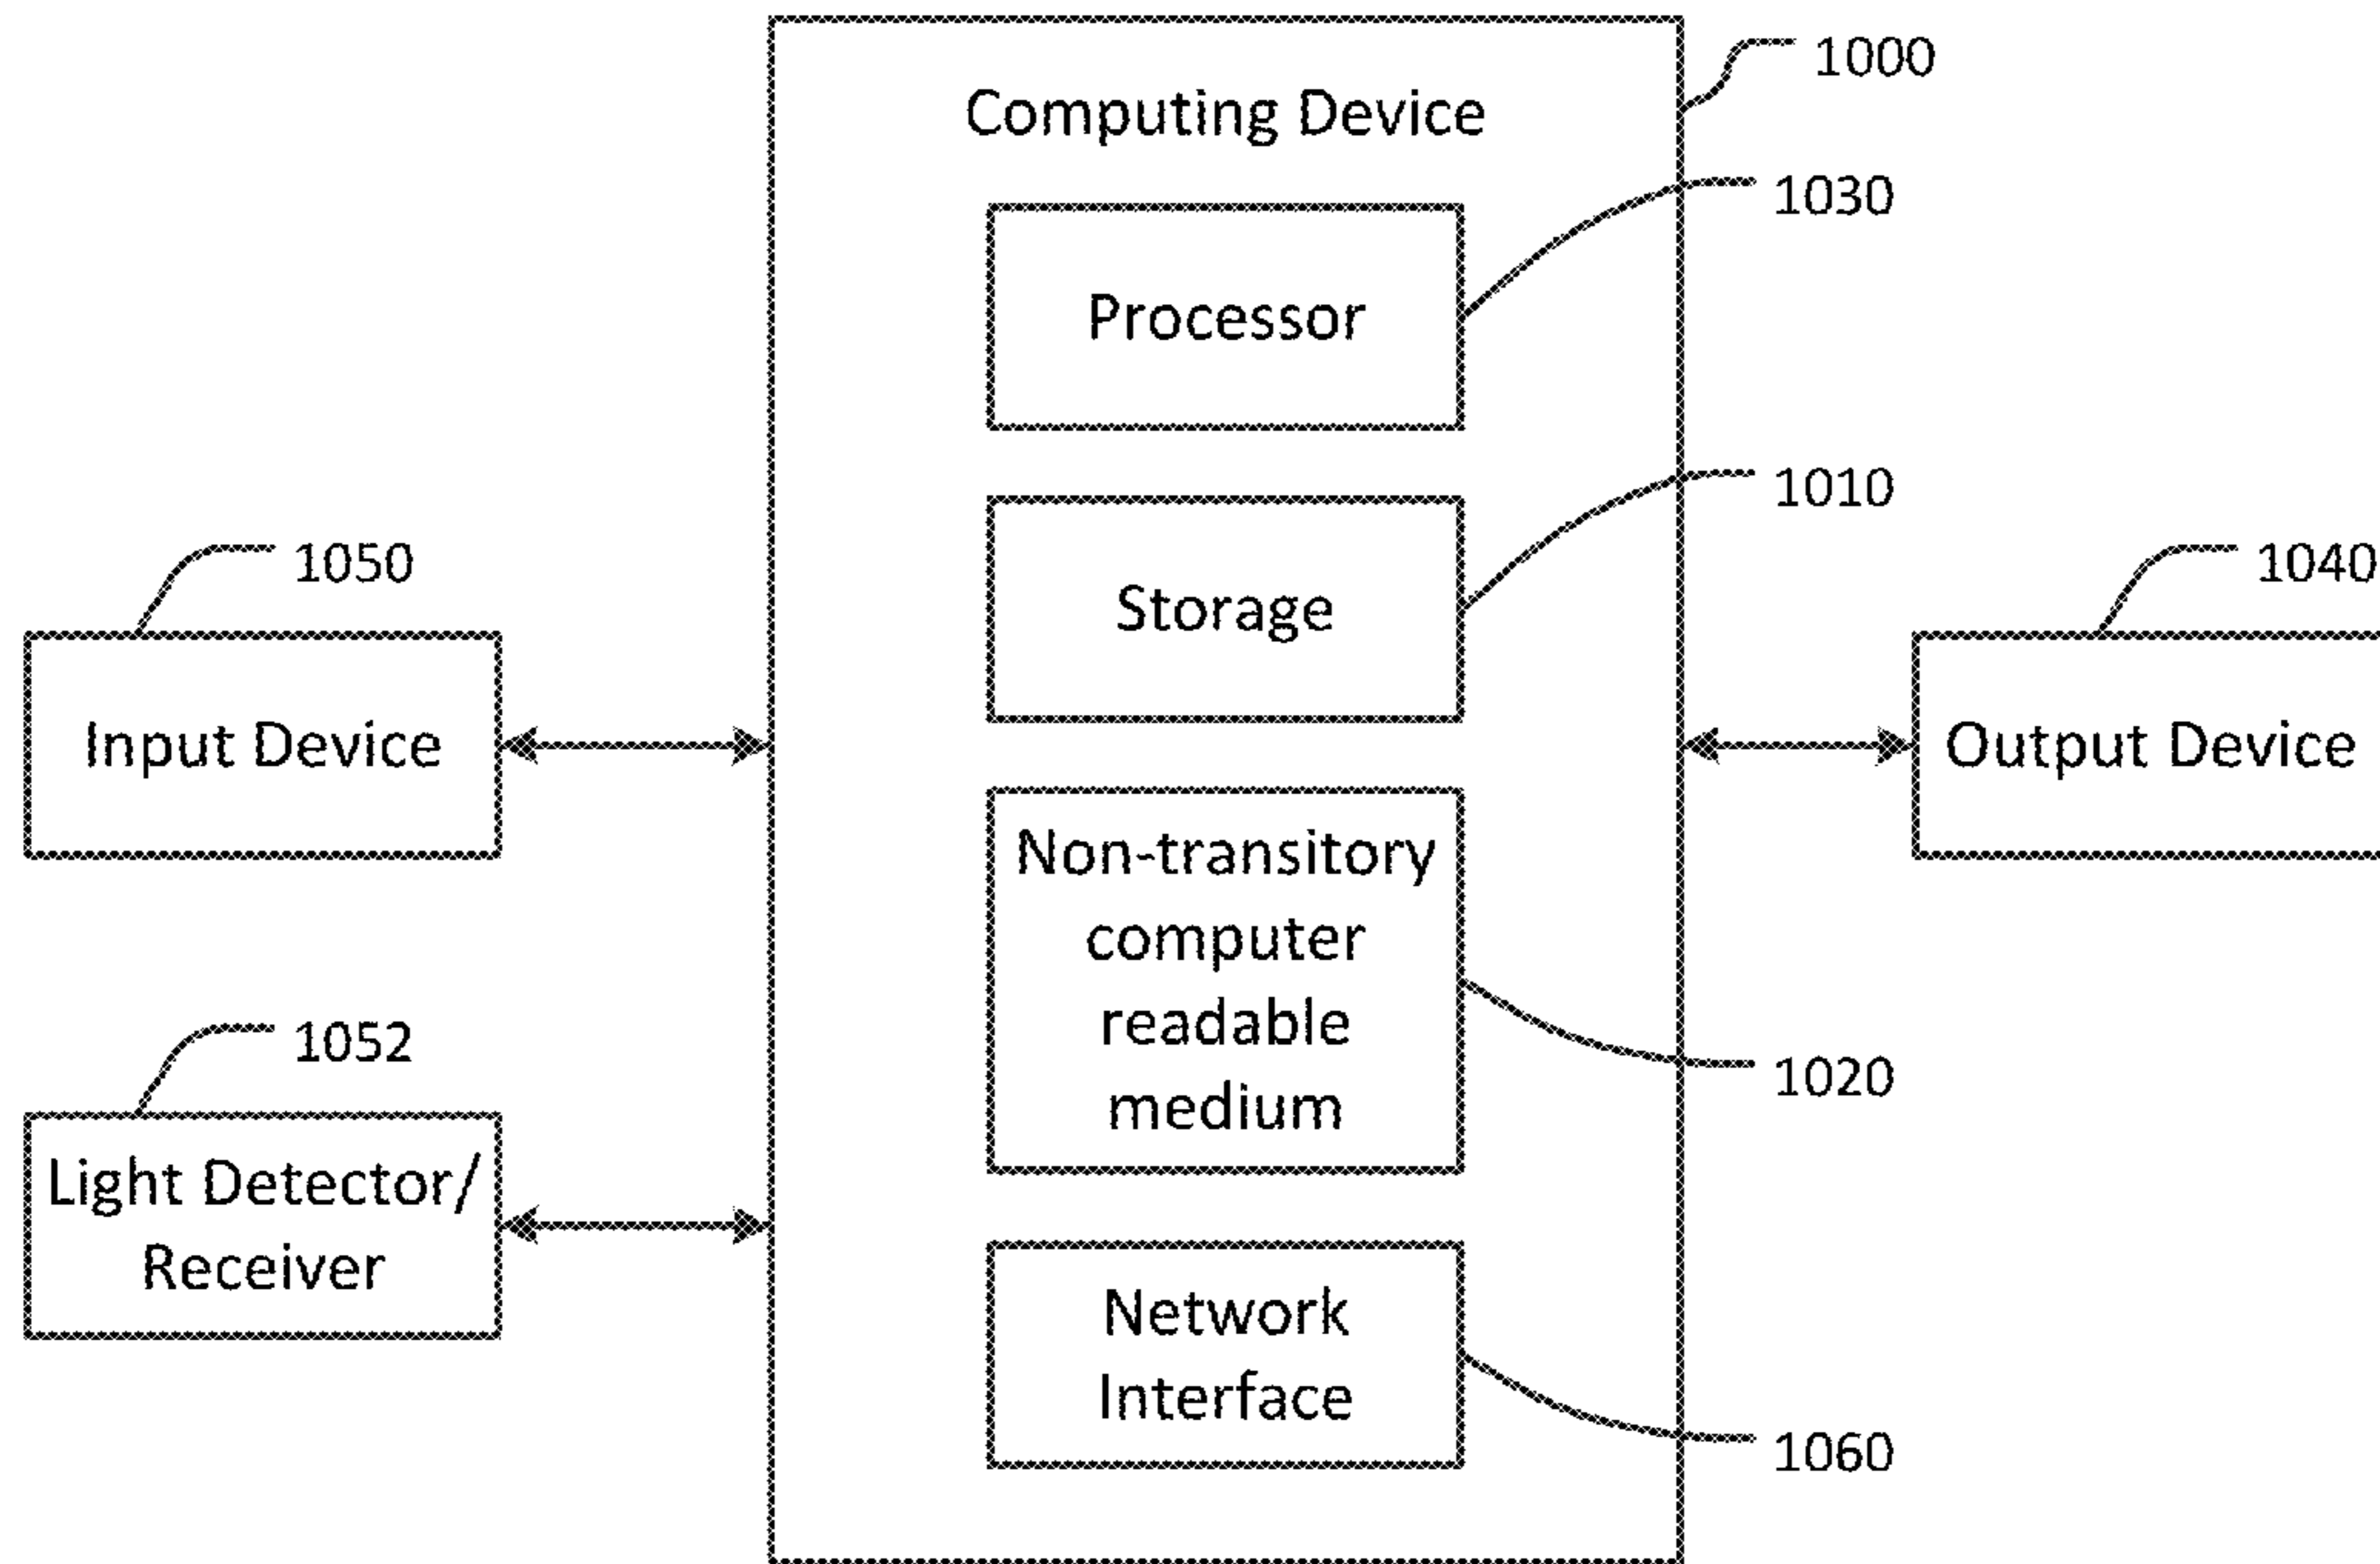 1000
Computing Device
1030
Processor
1010
Storage
1050
Input Device
1040
Output Device
Non-transitory
computer
readable
medium
1020
1052
Light Detector/
Receiver
Network
Interface
1060